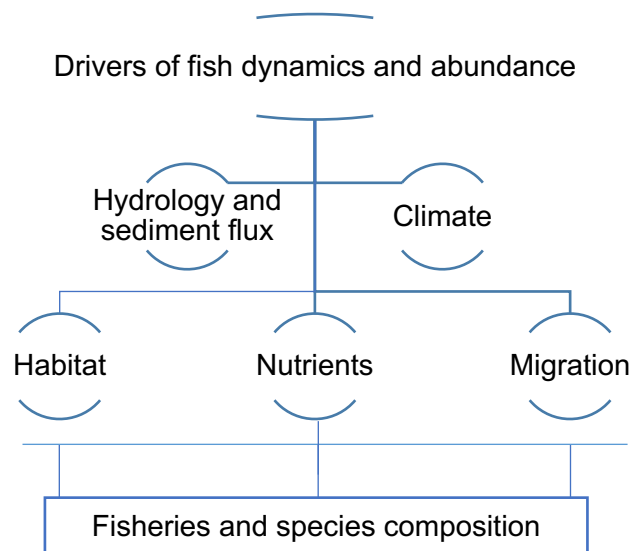 Drivers of fish dynamics and abundance
Hydrology and
sediment flux
Climate
Habitat
Nutrients
Migration
Fisheries and species composition